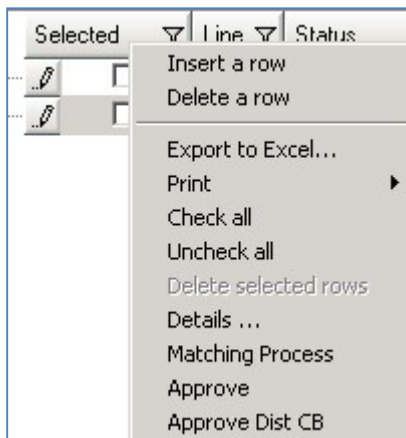 Selected Line Status
Insert a row
Delete a row
Export to Excel...
Print
Check all
Uncheck all
Delete selected rows
Details ...
Matching Process
Approve
Approve Dist CB